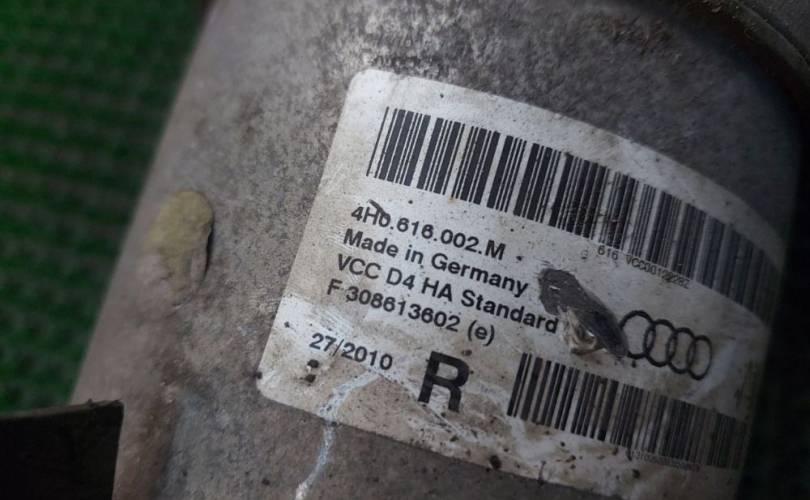 4H0.616.002.M
Made in Germany
VCC D4 HA Standard
F 308613602 (e)
27/2010
R